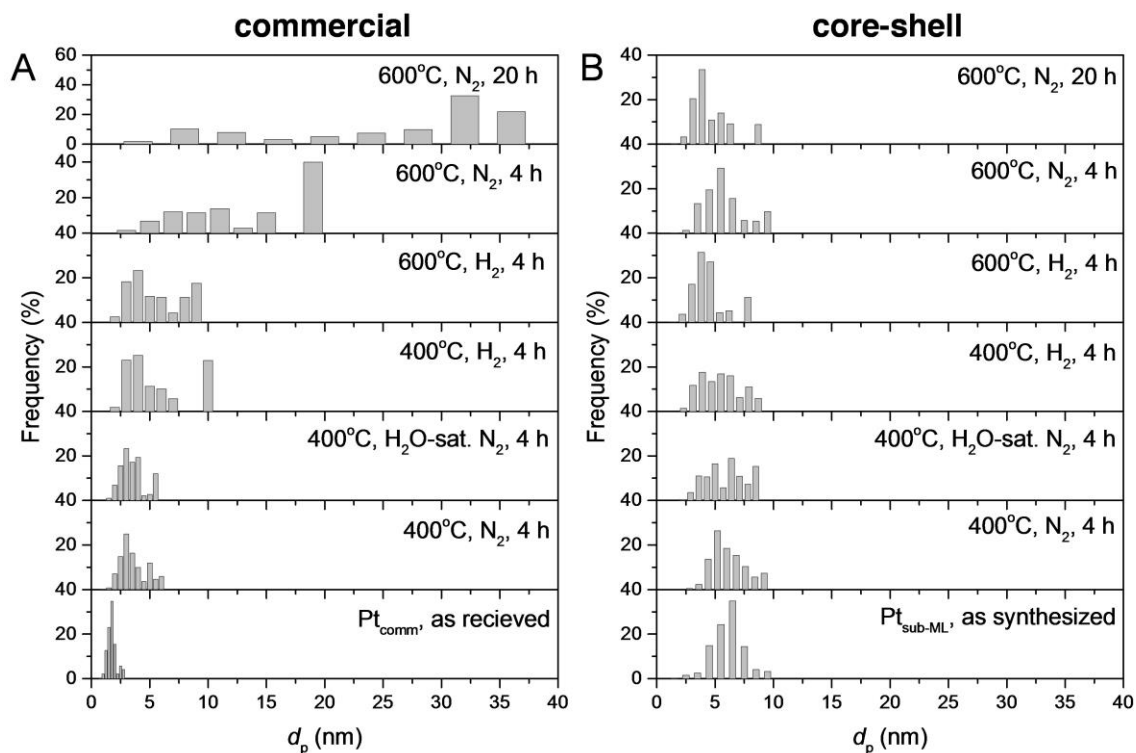 commercial
core-shell
A
B
Frequency (%)
60
40
20
0
600°C, N₂, 20 h
40
20
40
600°C, N₂, 4 h
20
40
600°C, H₂, 4 h
20
40
400°C, H₂, 4 h
20
40
400°C, H₂O-sat. N₂, 4 h
20
40
400°C, N₂, 4 h
20
0
Pt_comm, as recieved
0 5 10 15 20 25 30 35 40
d_p (nm)
Frequency (%)
40
20
40
600°C, N₂, 20 h
20
40
600°C, N₂, 4 h
20
40
600°C, H₂, 4 h
20
40
400°C, H₂, 4 h
20
40
400°C, H₂O-sat. N₂, 4 h
20
40
400°C, N₂, 4 h
20
0
Pt_sub-ML, as synthesized
0 5 10 15 20 25 30 35 40
d_p (nm)